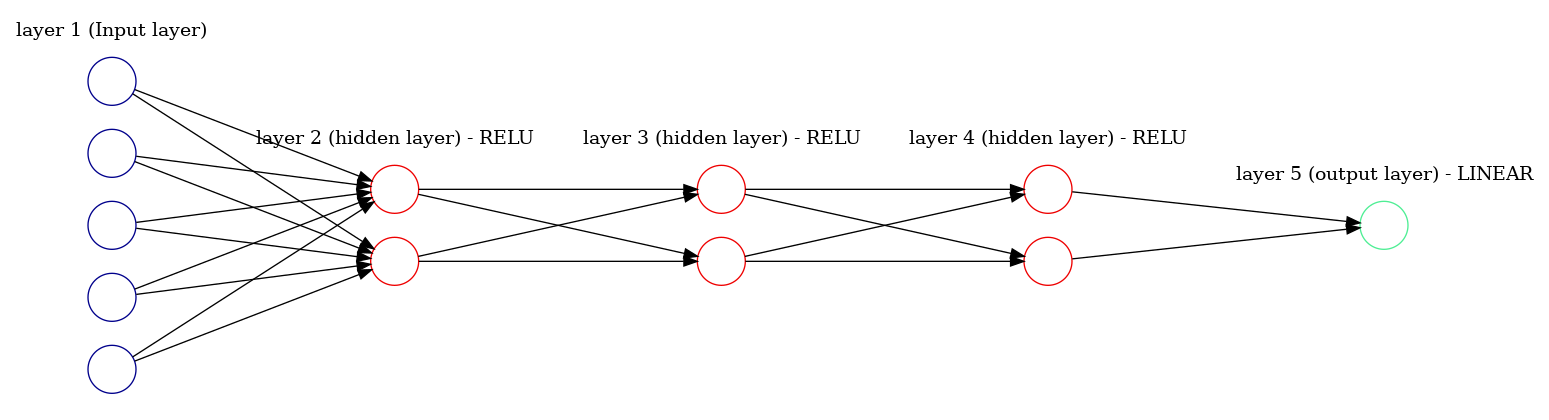 layer 1 (Input layer)
layer 2 (hidden layer) - RELU
layer 3 (hidden layer) - RELU
layer 4 (hidden layer) - RELU
layer 5 (output layer) - LINEAR